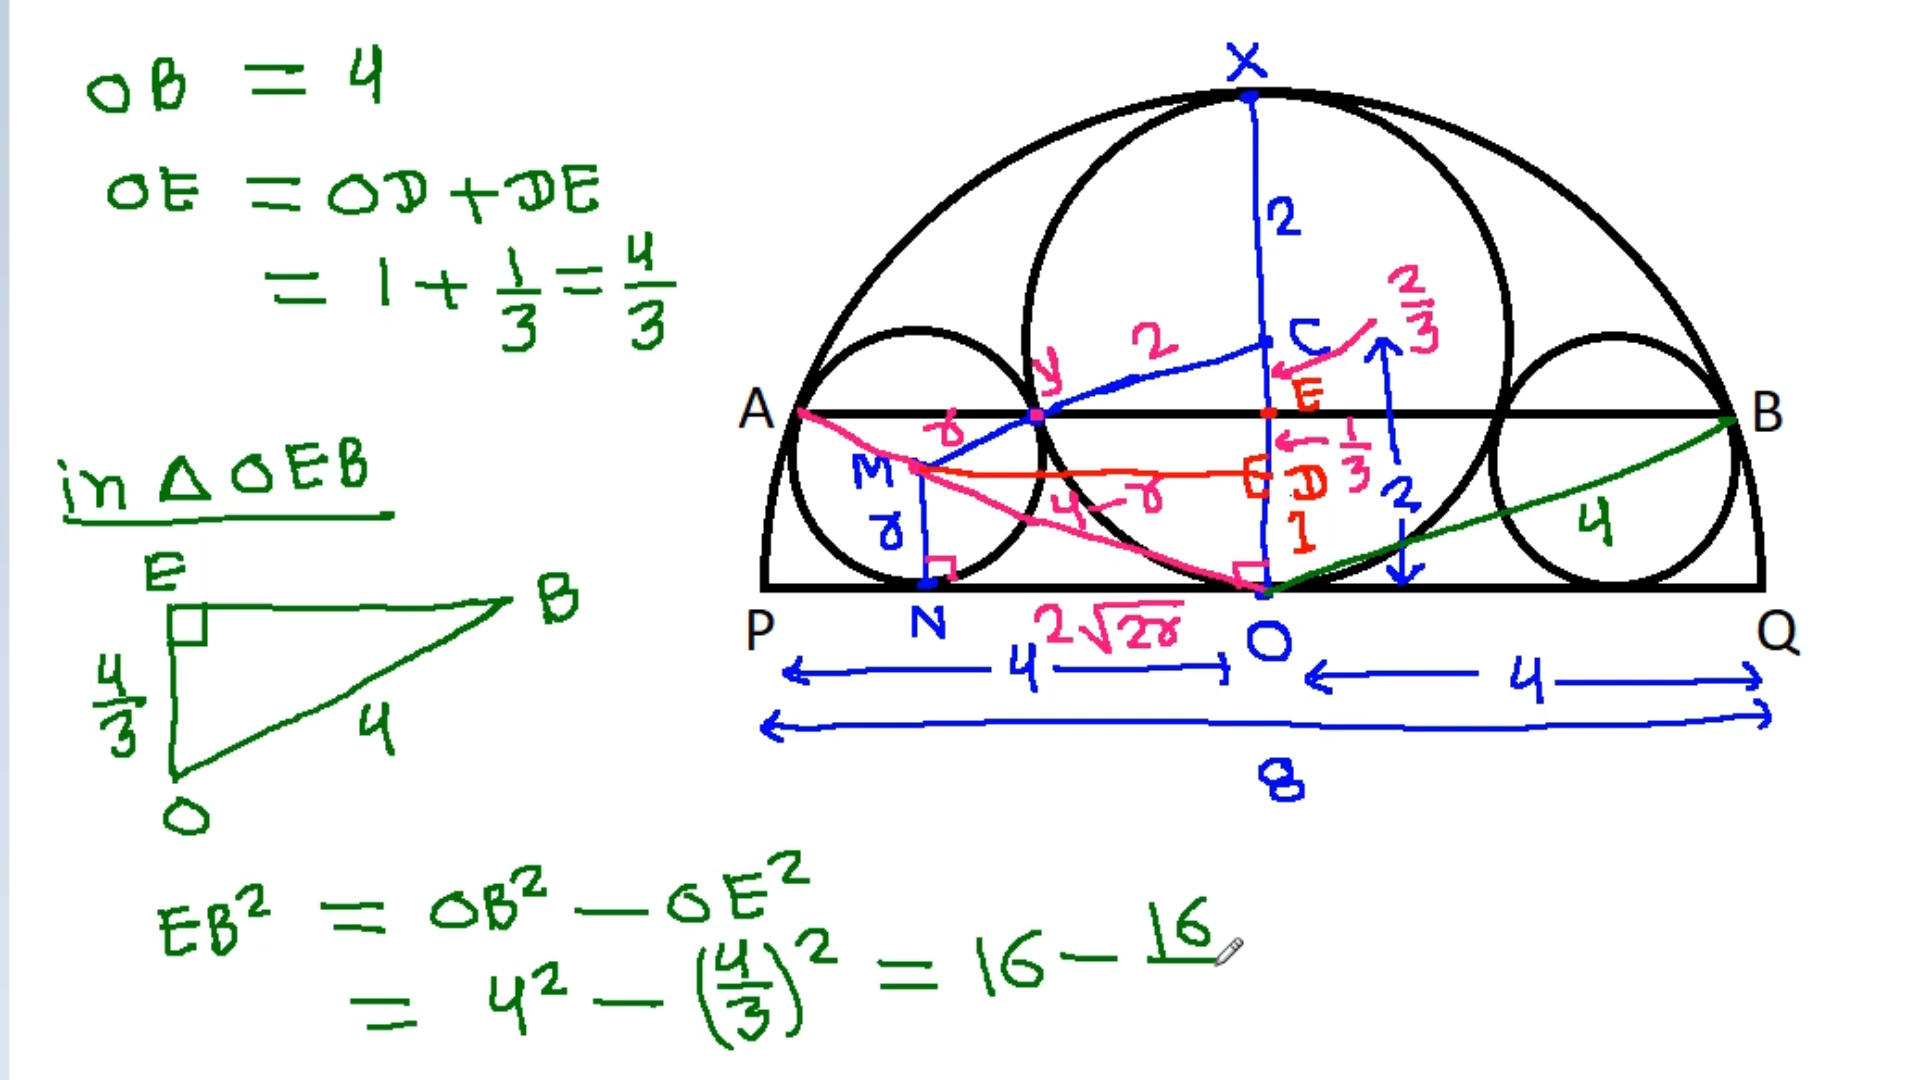 OB = 4
OE = OD + DE
= 1 + 1/3 = 4/3
in △ OEB
E
B
4/3
4
O
EB² = OB² - OE²
= 4² - (4/3)² = 16 - 16
X
2
2/3
C
2
y
E
A
B
r
1/3
M
D
2
4-r
r
1
4
P
N
2√2r
O
Q
4
4
8